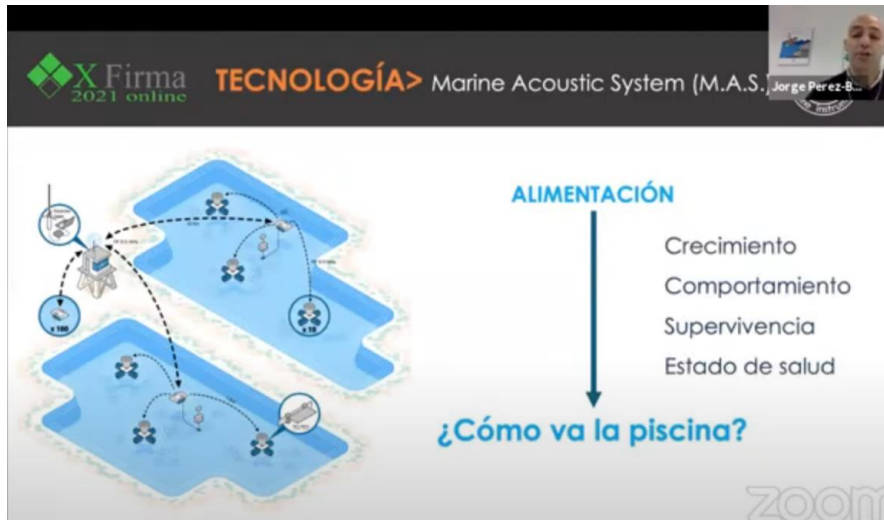 X Firma
2021 online
TECNOLOGÍA> Marine Acoustic System (M.A.S.)
Jorge Perez-B...
ALIMENTACIÓN
Crecimiento
Comportamiento
Supervivencia
Estado de salud
¿Cómo va la piscina?
x 100
x 10
zoom